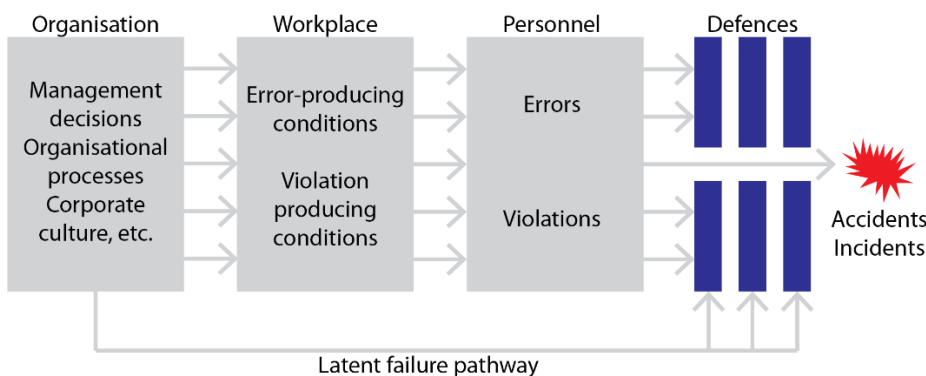 Organisation
Workplace
Personnel
Defences
Management
decisions
Organisational
processes
Corporate
culture, etc.
Error-producing
conditions
Violation
producing
conditions
Errors
Violations
Accidents
Incidents
Latent failure pathway